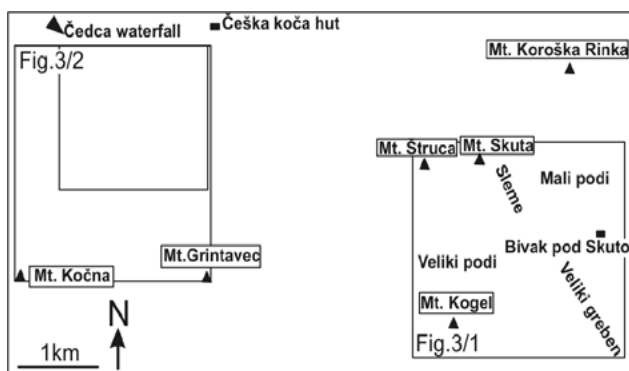 Čedca waterfall
Češka koča hut
Fig.3/2
Mt. Koroška Rinka
Mt. Štruca
Mt. Skuta
Sleme
Mali podi
Mt.Grintavec
Bivak pod Skuto
Mt. Kočna
Veliki podi
Veliki greben
Mt. Kogel
N
Fig.3/1
1km